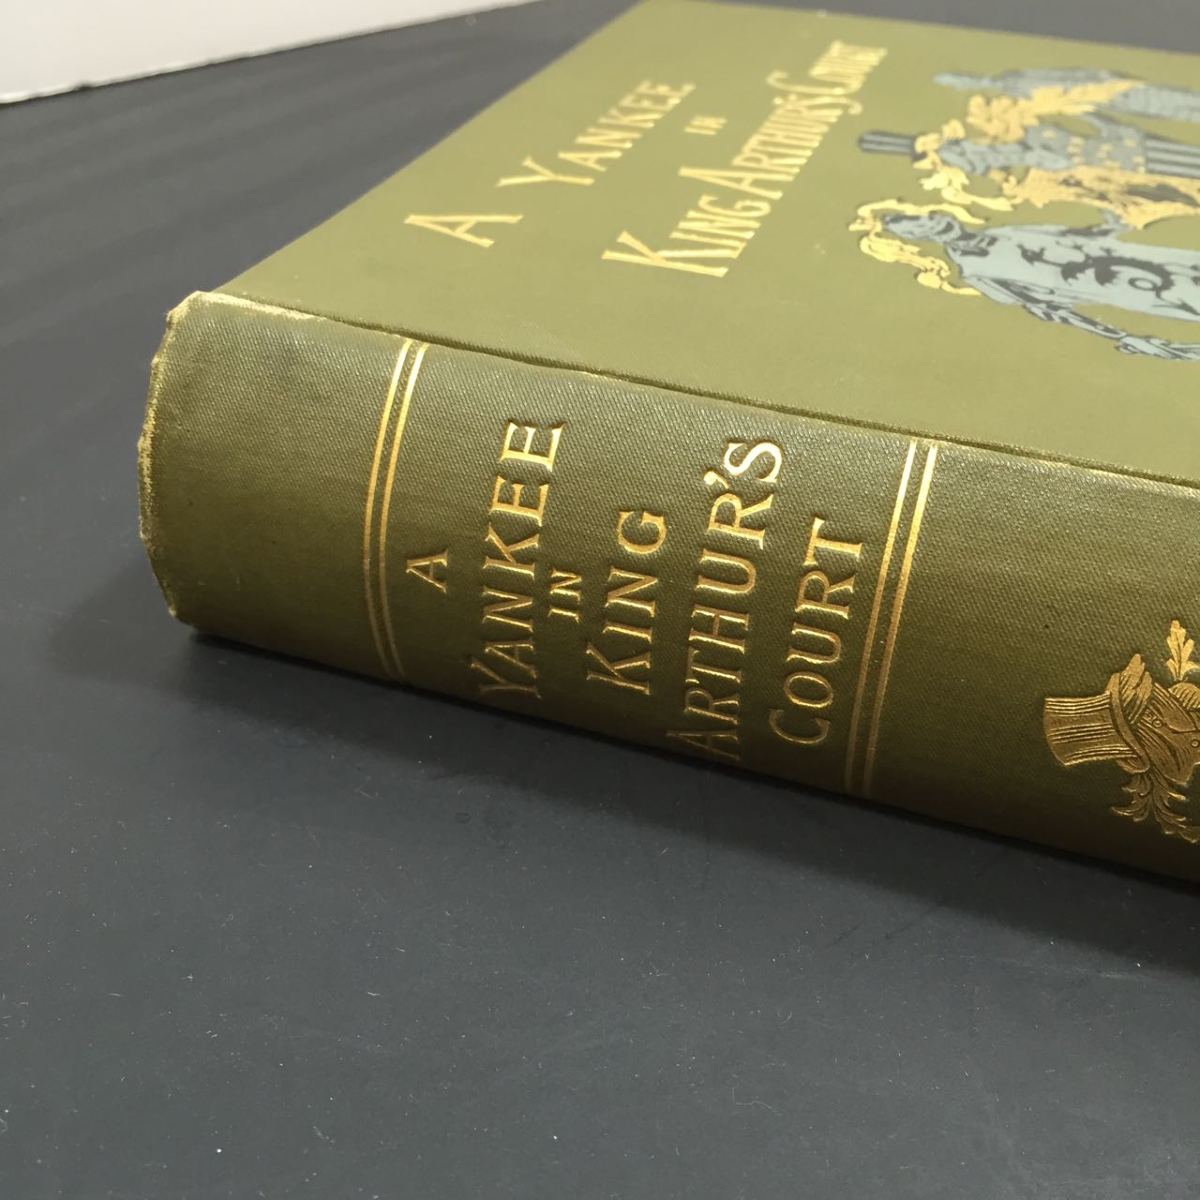 A YANKEE
IN
KING ARTHUR'S COURT
A
YANKEE
IN
KING
ARTHUR'S
COURT